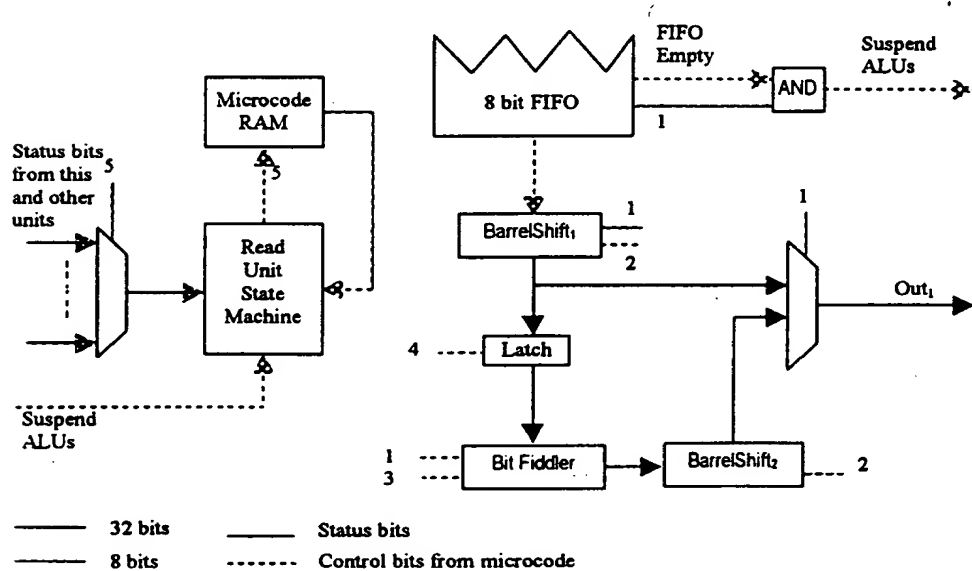 FIFO
Empty
Suspend
ALUs
Microcode
RAM
8 bit FIFO
AND
1
Status bits
from this
and other
units
5
5
BarrelShift₁
1
2
1
Read
Unit
State
Machine
Out₁
4
Latch
Suspend
ALUs
1
3
Bit Fiddler
BarrelShift₂
2
32 bits
Status bits
8 bits
Control bits from microcode